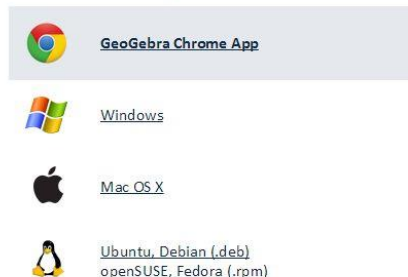 GeoGebra Chrome App
Windows
Mac OS X
Ubuntu, Debian (.deb)
openSUSE, Fedora (.rpm)